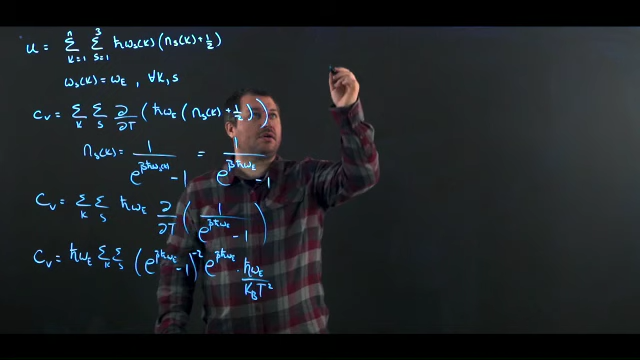 u = Σ_{k=1}^{n} Σ_{s=1}^{3} ħω_s(k) (n_s(k) + 1/2)
ω_s(k) = ω_E , ∀k, s
C_v = Σ_k Σ_s ∂/∂T (ħω_E (n_s(k) + 1/2))
n_s(k) = 1/(e^{βħω_s(k)} - 1) = 1/(e^{βħω_E} - 1)
C_v = Σ_k Σ_s ħω_E ∂/∂T (1/(e^{βħω_E} - 1))
C_v = ħω_E Σ_k Σ_s (e^{βħω_E} - 1)^{-2} e^{βħω_E} · ħω_E/(k_B T^2)